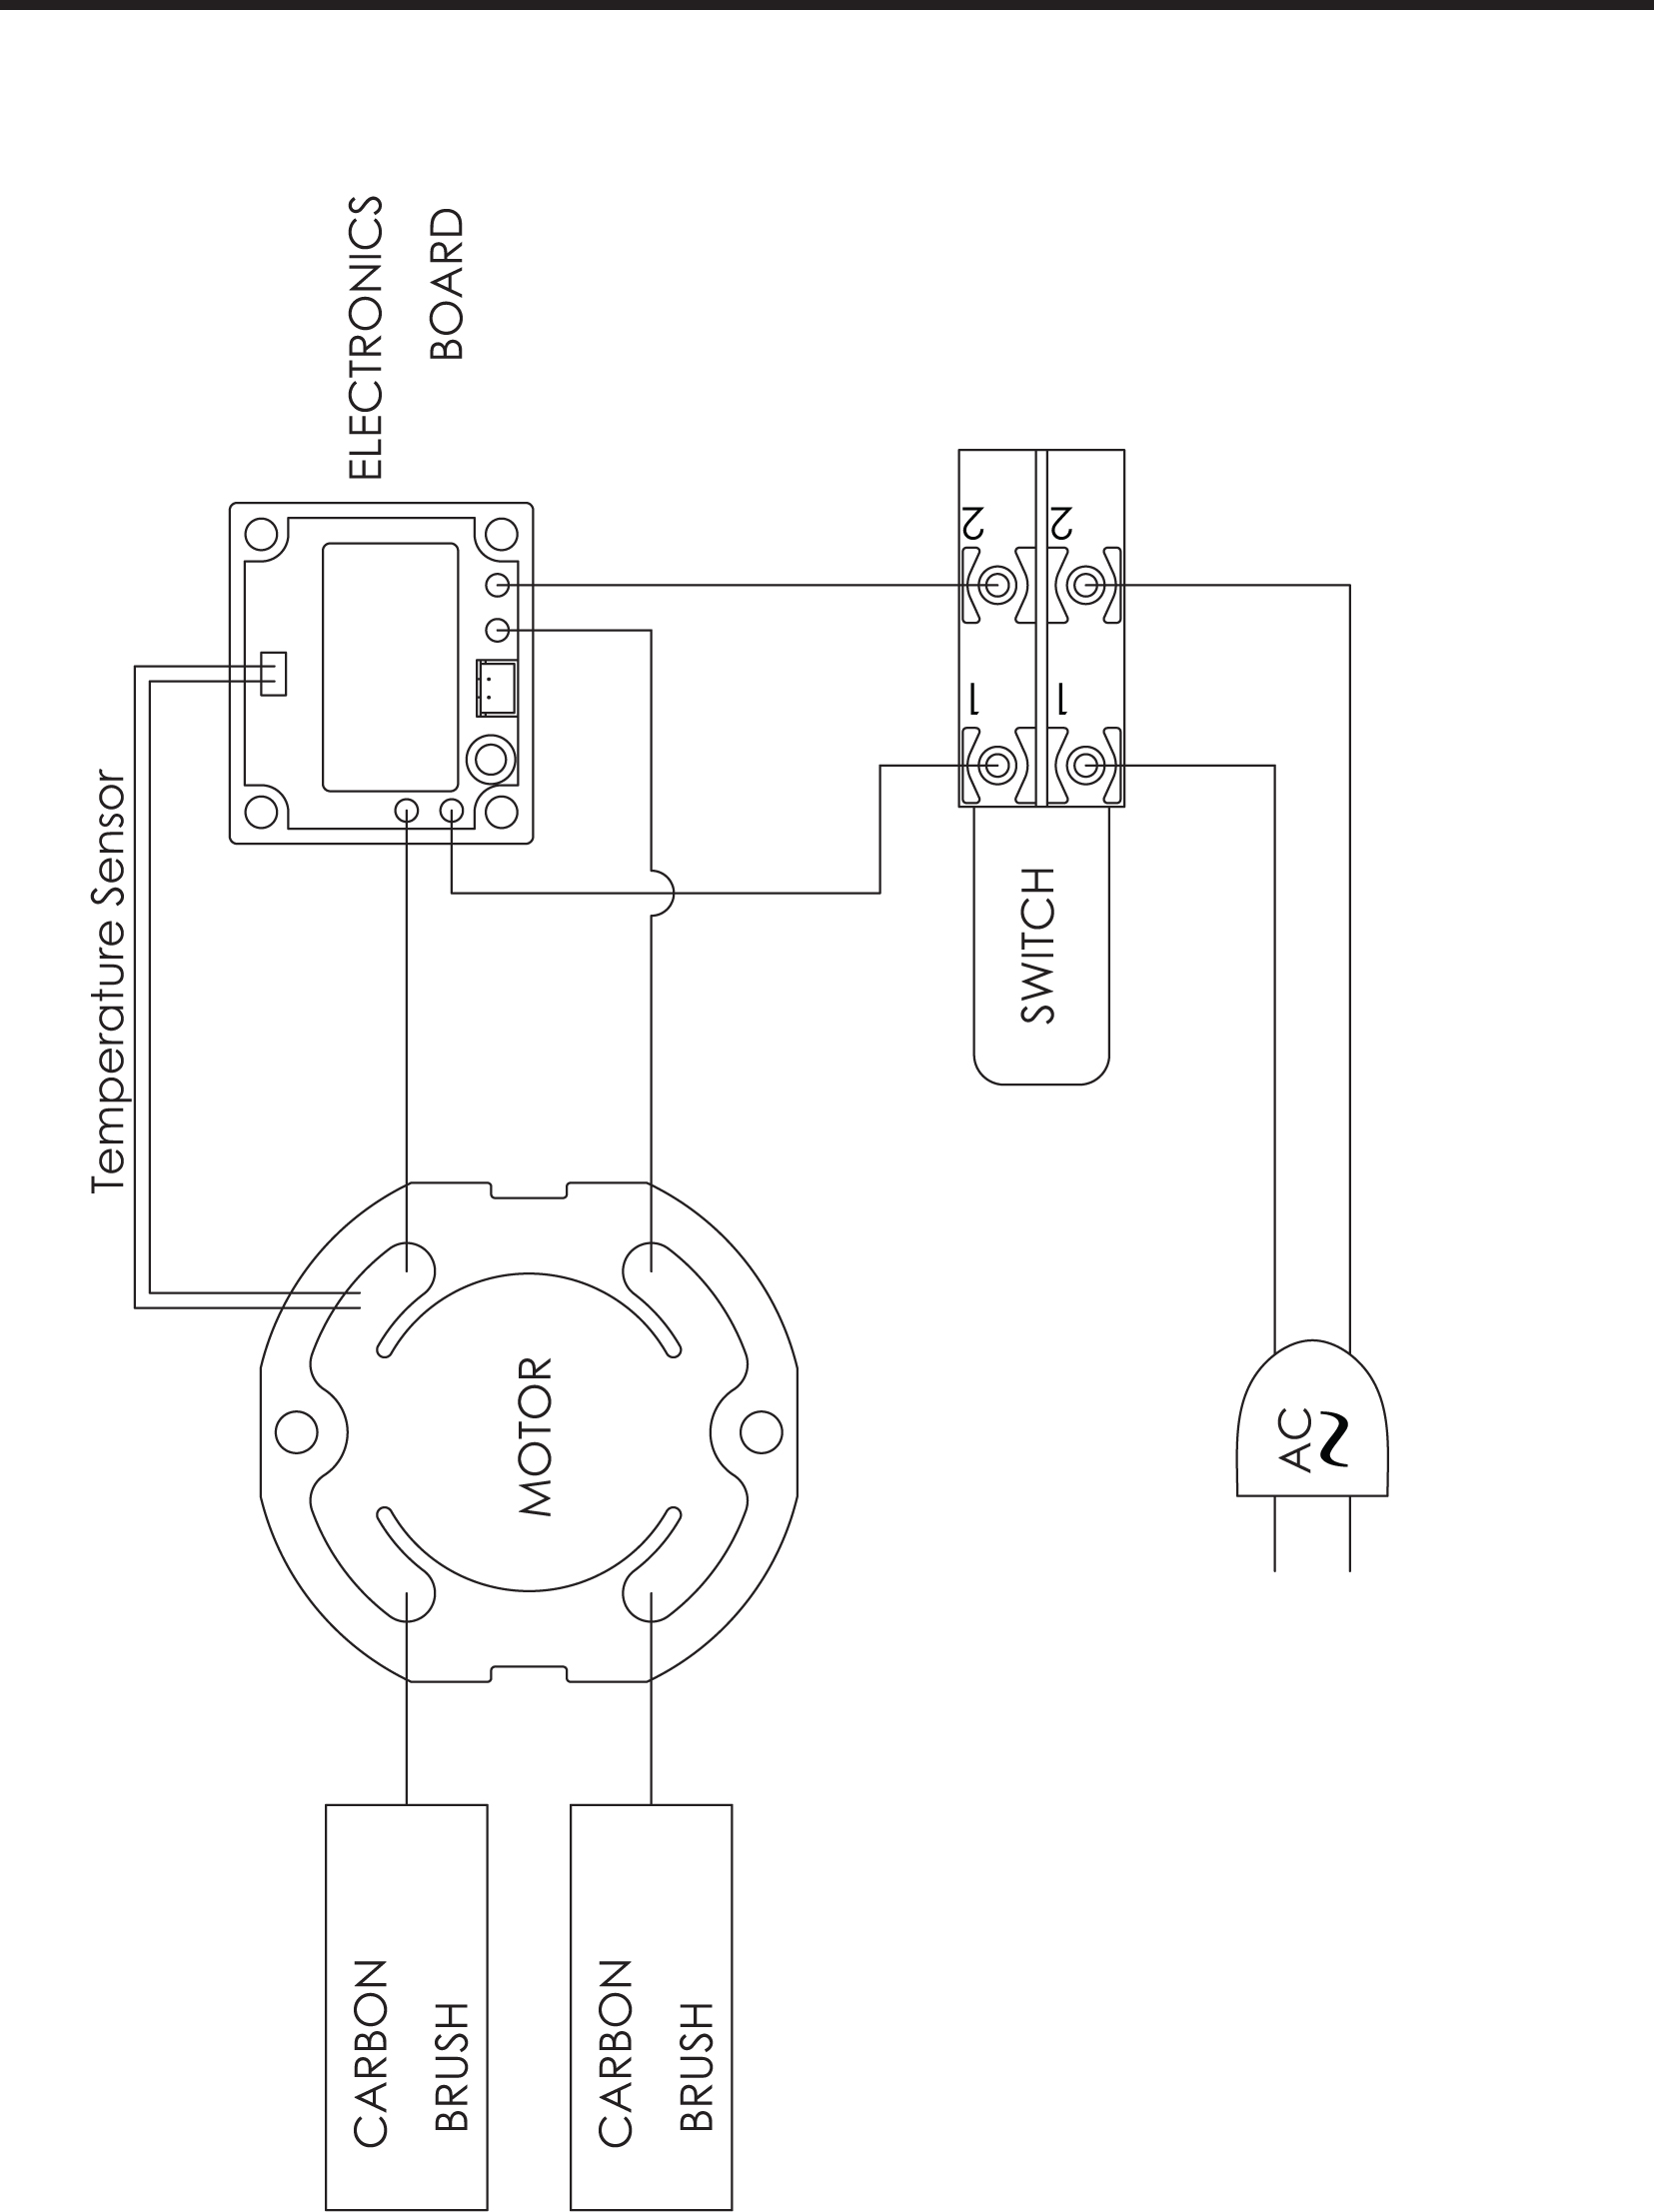 ELECTRONICS
BOARD
Temperature Sensor
2
2
1
1
SWITCH
MOTOR
AC
~
CARBON
BRUSH
CARBON
BRUSH